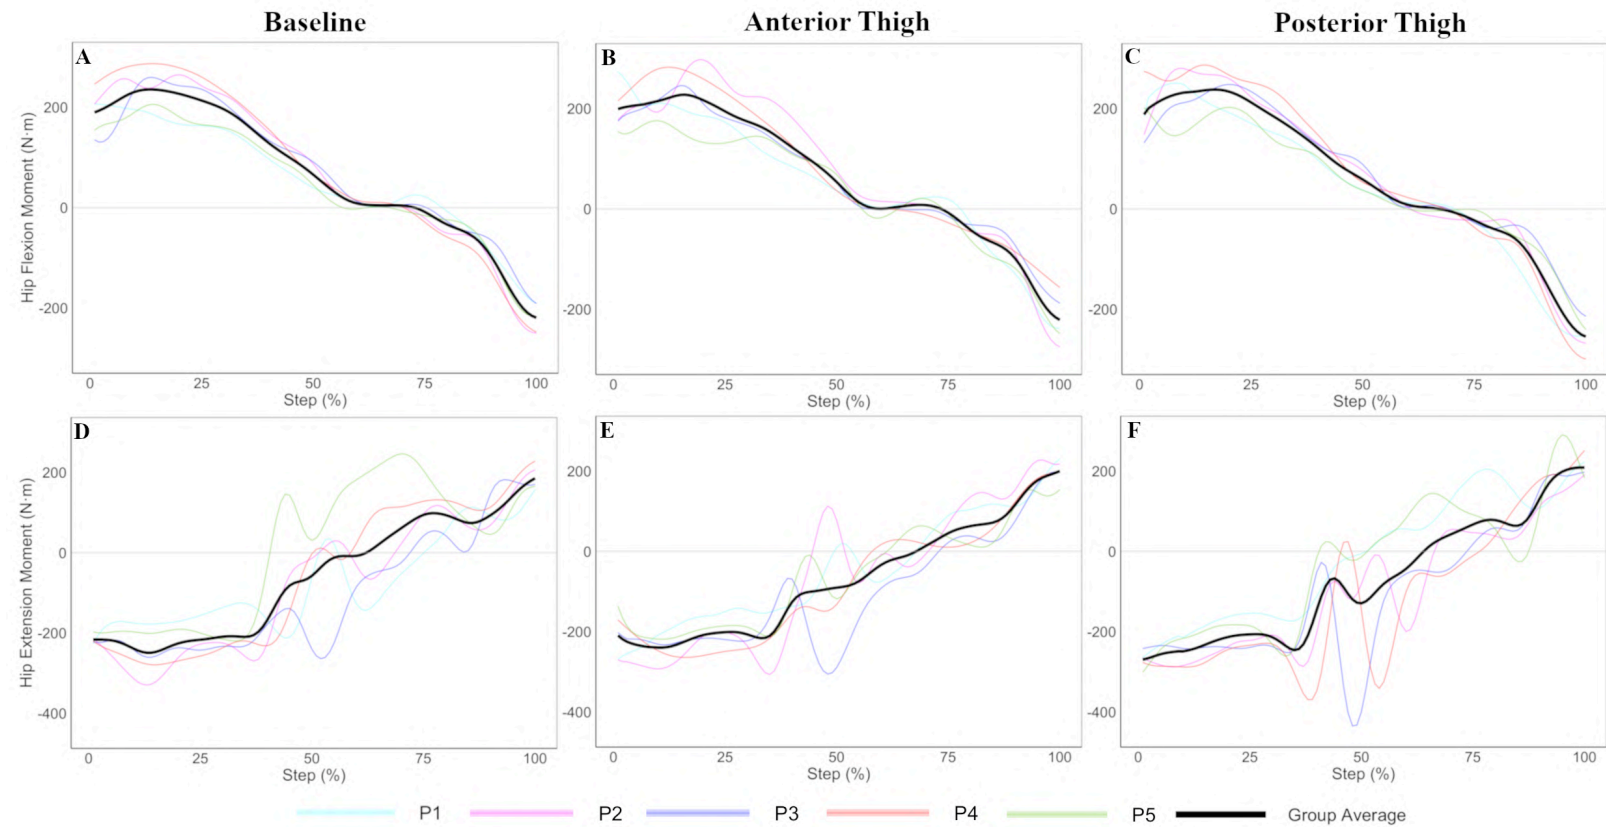 Baseline Anterior Thigh Posterior Thigh
A B C
Hip Flexion Moment (N·m)
200 200 200
0 0 0
-200 -200 -200
0 25 50 75 100 0 25 50 75 100 0 25 50 75 100
Step (%) Step (%) Step (%)
D E F
Hip Extension Moment (N·m)
200 200 200
0 0 0
-200 -200 -200
-400 -400 -400
0 25 50 75 100 0 25 50 75 100 0 25 50 75 100
Step (%) Step (%) Step (%)
P1 P2 P3 P4 P5 Group Average